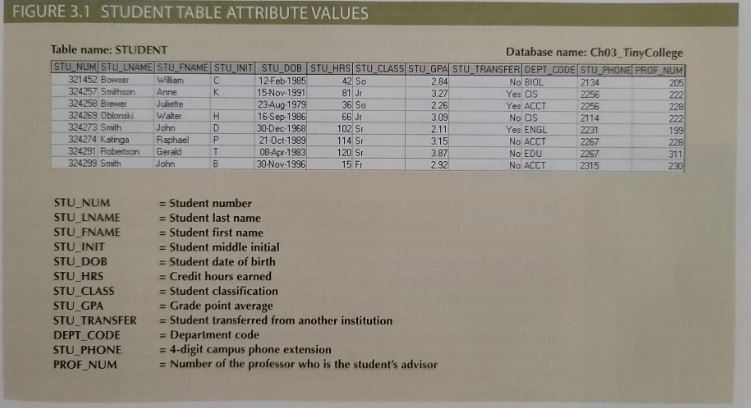 FIGURE 3.1 STUDENT TABLE ATTRIBUTE VALUES
Table name: STUDENT Database name: Ch03_TinyCollege
STU_NUM STU_LNAME STU_FNAME STU_INIT STU_DOB STU_HRS STU_CLASS STU_GPA STU_TRANSFER DEPT_CODE STU_PHONE PROF_NUM
321452 Bowser William C 12-Feb-1985 42 So 2.84 No BIOL 2134 205
324257 Smithson Anne K 15-Nov-1991 81 Jr 3.27 Yes CIS 2256 222
324258 Brewer Juliette 23-Aug-1979 36 So 2.26 Yes ACCT 2256 228
324269 Oblonski Walter H 16-Sep-1986 66 Jr 3.09 No CIS 2114 222
324273 Smith John D 30-Dec-1968 102 Sr 2.11 Yes ENGL 2231 199
324274 Katinga Raphael P 21-Oct-1989 114 Sr 3.15 No ACCT 2267 228
324291 Robertson Gerald T 08-Apr-1983 120 Sr 3.87 No EDU 2267 311
324299 Smith John B 30-Nov-1996 15 Fr 2.92 No ACCT 2315 230
STU_NUM = Student number
STU_LNAME = Student last name
STU_FNAME = Student first name
STU_INIT = Student middle initial
STU_DOB = Student date of birth
STU_HRS = Credit hours earned
STU_CLASS = Student classification
STU_GPA = Grade point average
STU_TRANSFER = Student transferred from another institution
DEPT_CODE = Department code
STU_PHONE = 4-digit campus phone extension
PROF_NUM = Number of the professor who is the student's advisor